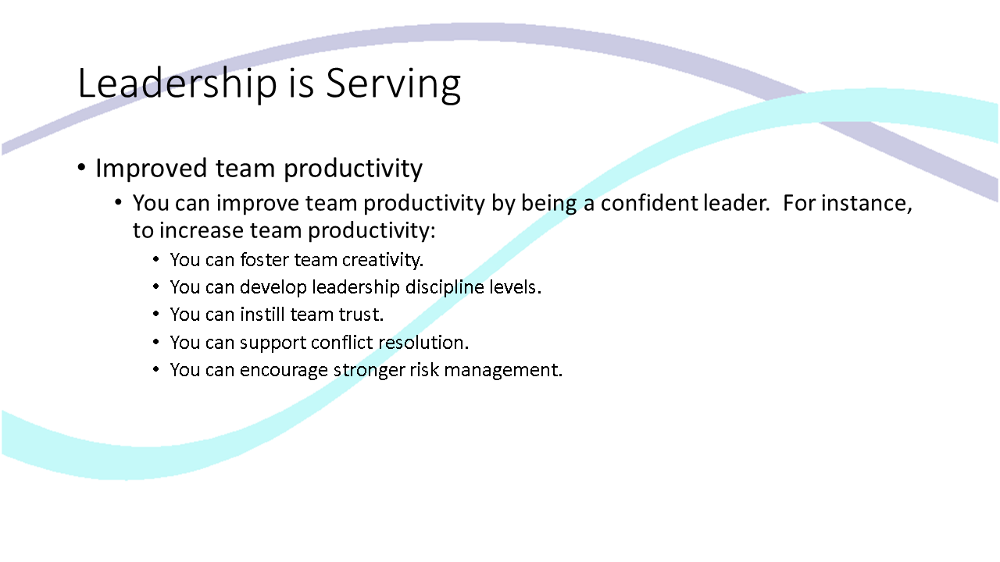 Leadership is Serving
• Improved team productivity
• You can improve team productivity by being a confident leader.  For instance,
to increase team productivity:
• You can foster team creativity.
• You can develop leadership discipline levels.
• You can instill team trust.
• You can support conflict resolution.
• You can encourage stronger risk management.